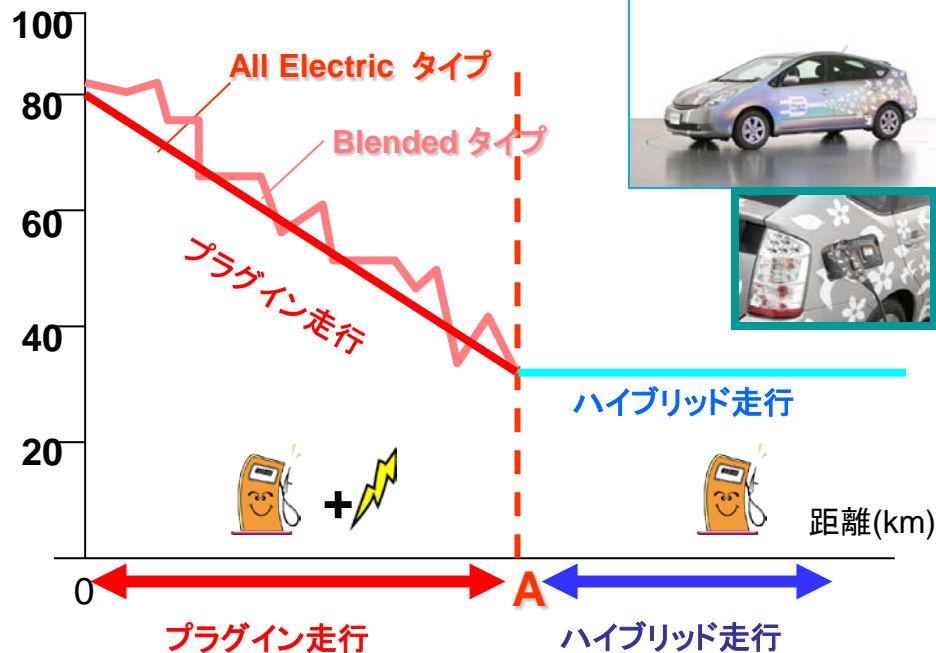 100
80
60
40
20
All Electric タイプ
Blended タイプ
プラグイン走行
ハイブリッド走行
+
距離(km)
0
A
プラグイン走行
ハイブリッド走行